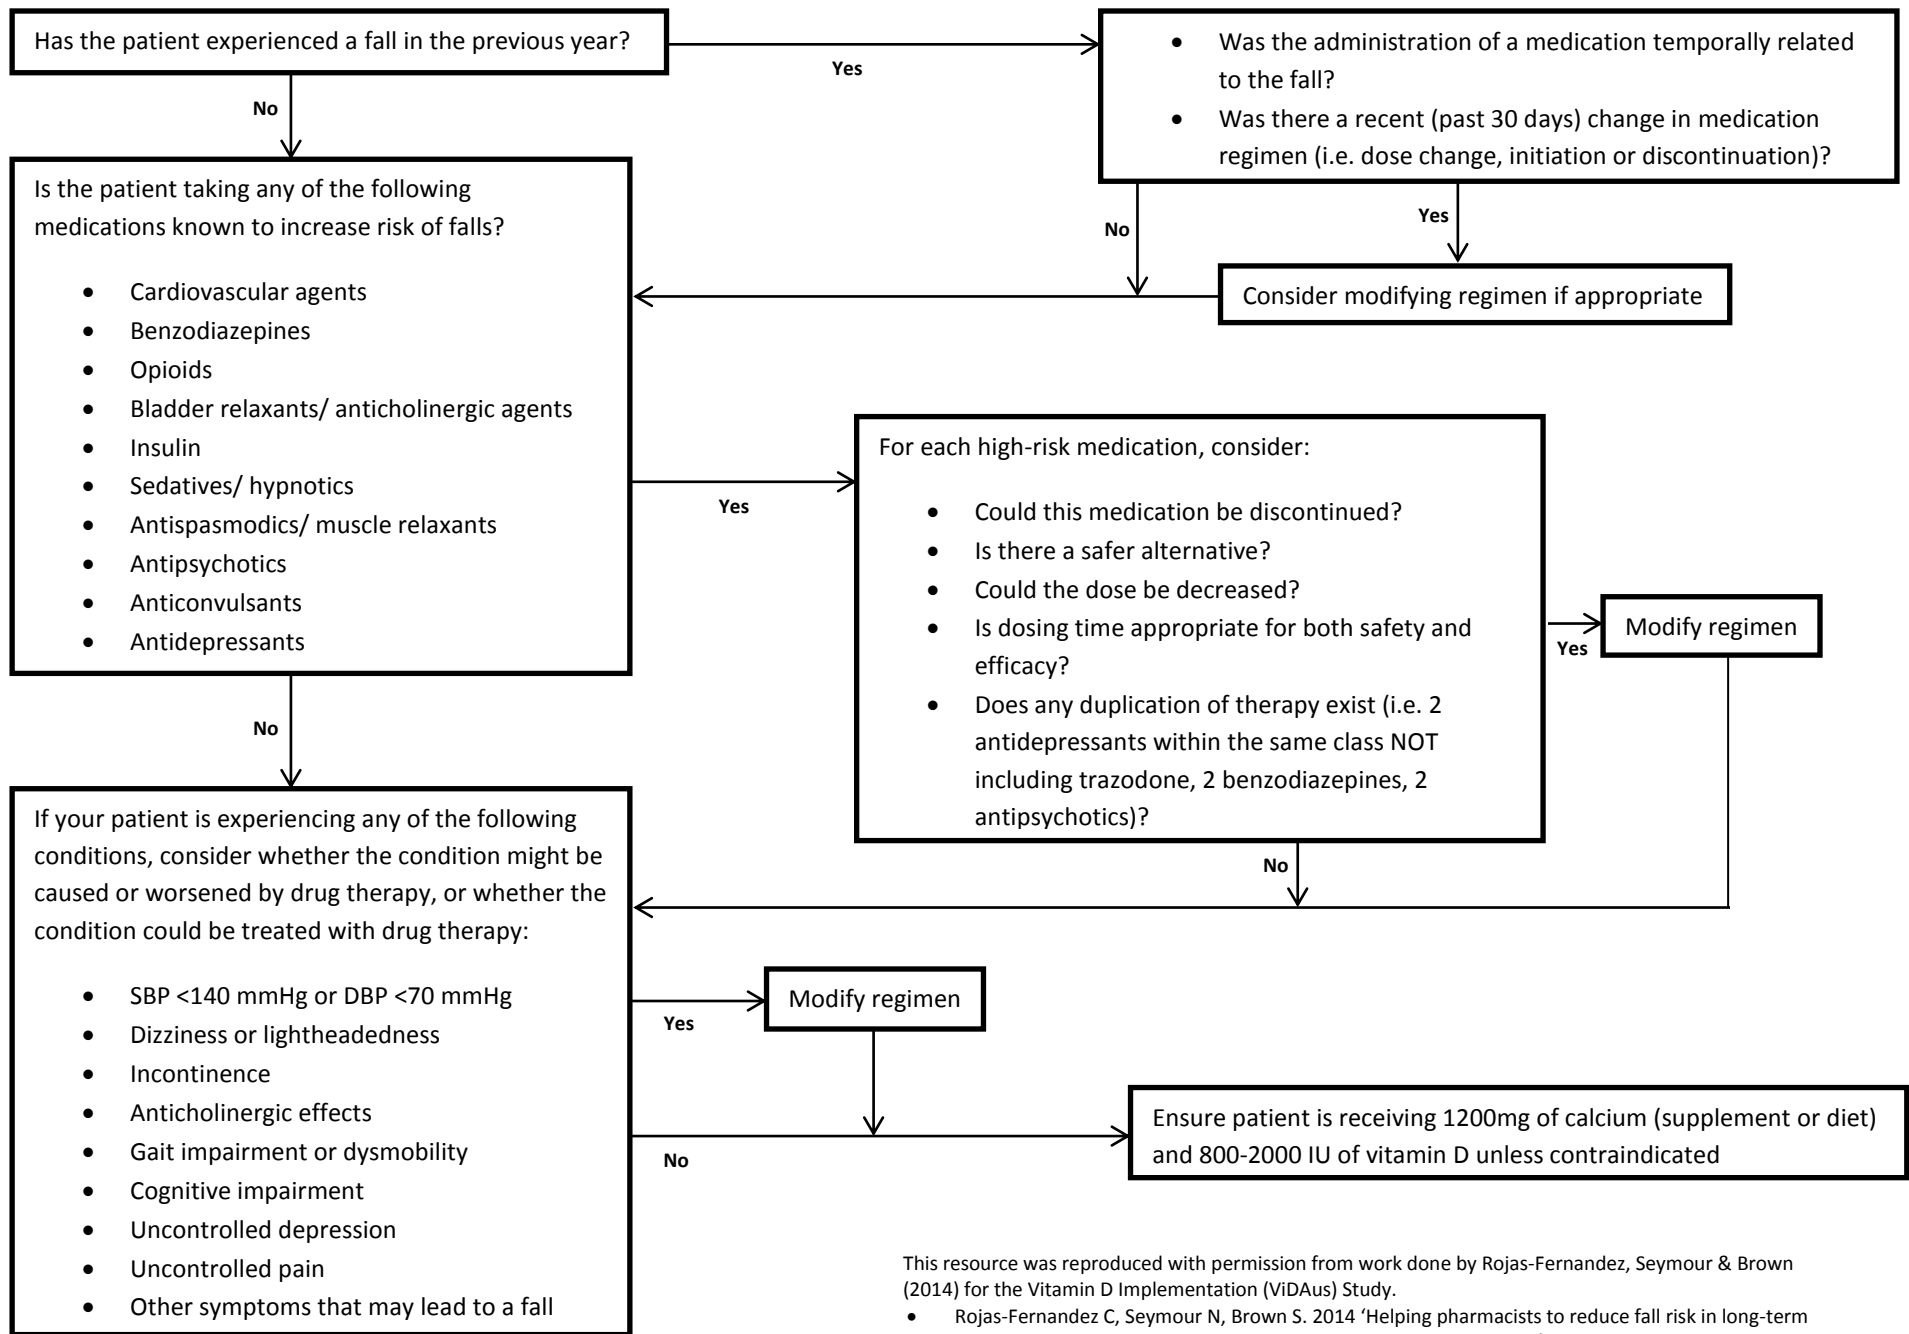 Has the patient experienced a fall in the previous year?
Yes
No
• Was the administration of a medication temporally related
to the fall?
• Was there a recent (past 30 days) change in medication
regimen (i.e. dose change, initiation or discontinuation)?
No
Yes
Consider modifying regimen if appropriate
Is the patient taking any of the following
medications known to increase risk of falls?
• Cardiovascular agents
• Benzodiazepines
• Opioids
• Bladder relaxants/ anticholinergic agents
• Insulin
• Sedatives/ hypnotics
• Antispasmodics/ muscle relaxants
• Antipsychotics
• Anticonvulsants
• Antidepressants
Yes
No
For each high-risk medication, consider:
• Could this medication be discontinued?
• Is there a safer alternative?
• Could the dose be decreased?
• Is dosing time appropriate for both safety and
efficacy?
• Does any duplication of therapy exist (i.e. 2
antidepressants within the same class NOT
including trazodone, 2 benzodiazepines, 2
antipsychotics)?
Yes
Modify regimen
No
If your patient is experiencing any of the following
conditions, consider whether the condition might be
caused or worsened by drug therapy, or whether the
condition could be treated with drug therapy:
• SBP <140 mmHg or DBP <70 mmHg
• Dizziness or lightheadedness
• Incontinence
• Anticholinergic effects
• Gait impairment or dysmobility
• Cognitive impairment
• Uncontrolled depression
• Uncontrolled pain
• Other symptoms that may lead to a fall
Yes
Modify regimen
No
Ensure patient is receiving 1200mg of calcium (supplement or diet)
and 800-2000 IU of vitamin D unless contraindicated
This resource was reproduced with permission from work done by Rojas-Fernandez, Seymour & Brown
(2014) for the Vitamin D Implementation (ViDAus) Study.
• Rojas-Fernandez C, Seymour N, Brown S. 2014 ‘Helping pharmacists to reduce fall risk in long-term